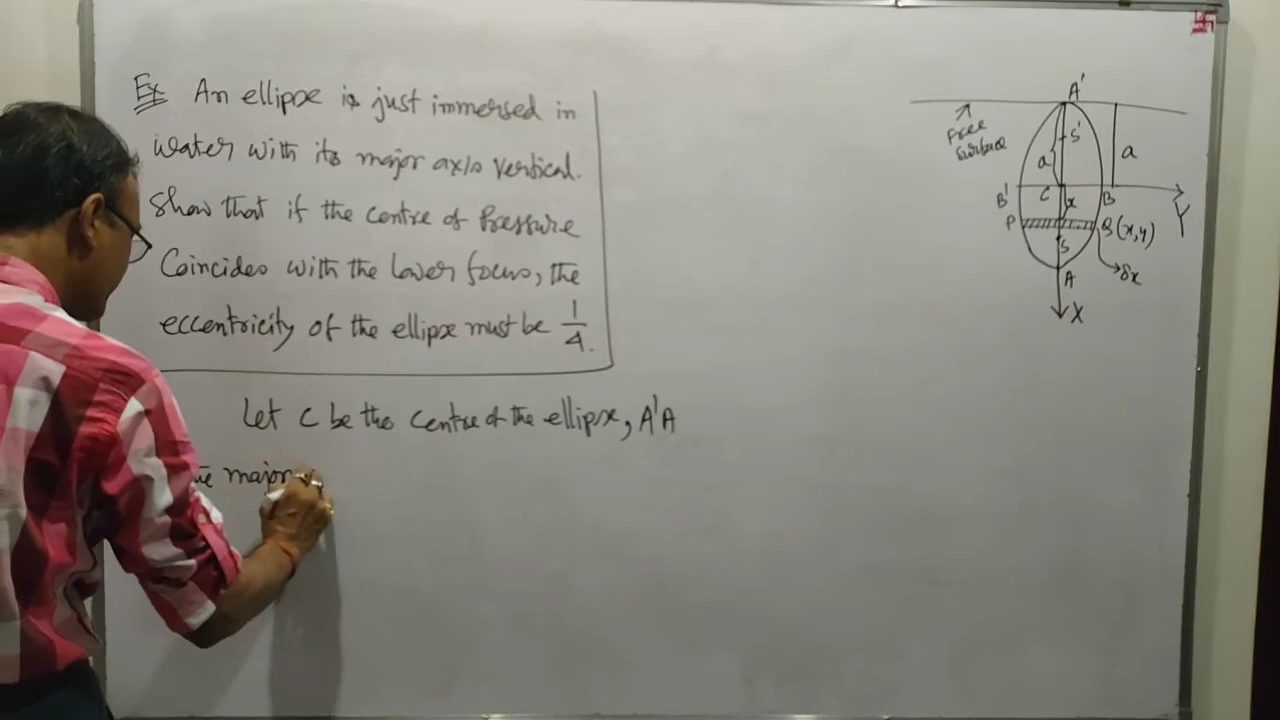 Ex An ellipse is just immersed in
water with its major axis vertical.
Show that if the centre of Pressure
Coincides with the lower focus, the
eccentricity of the ellipse must be 1/4.
Let C be the centre of the ellipse, A'A
major
A'
Free
surface
S'
a
a
B'
C
x
B
Y
P
Q(x,y)
S
δx
A
X